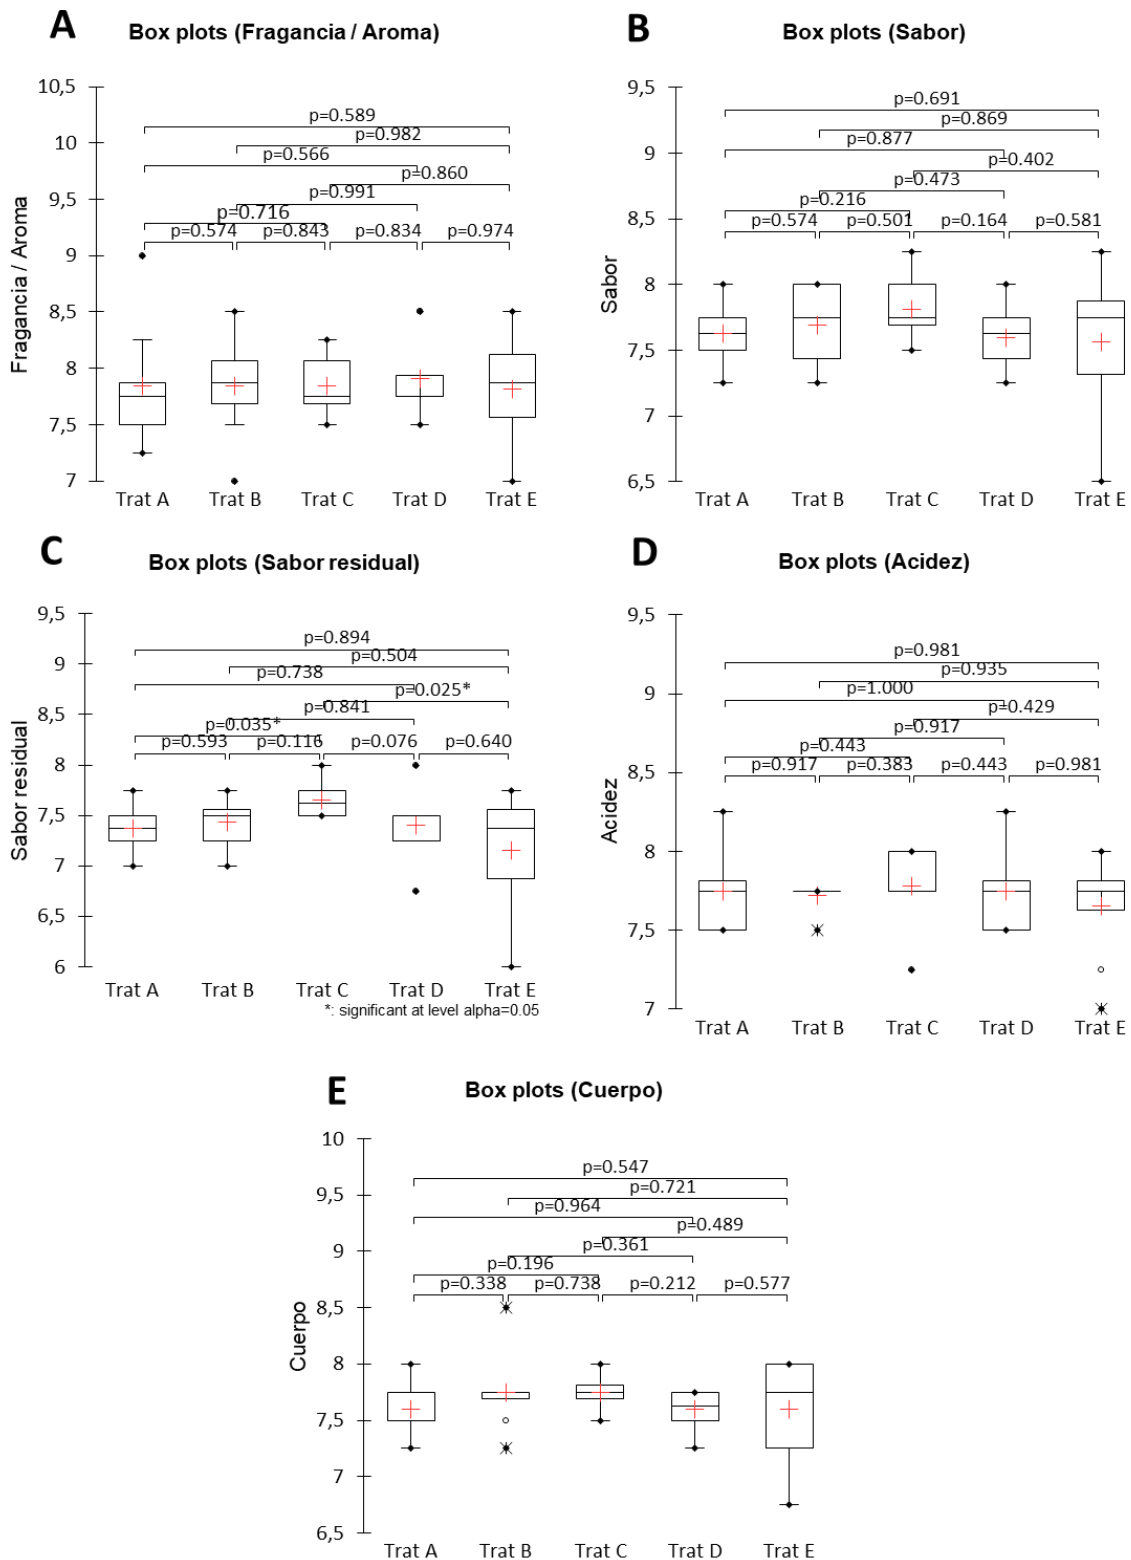 A
Box plots (Fragancia / Aroma)
10,5
10
9,5
9
8,5
8
7,5
7
Fragancia / Aroma
p=0.589
p=0.982
p=0.566
p=0.860
p=0.991
p=0.716
p=0.574
p=0.843
p=0.834
p=0.974
Trat A
Trat B
Trat C
Trat D
Trat E
B
Box plots (Sabor)
9,5
9
8,5
8
7,5
7
6,5
Sabor
p=0.691
p=0.869
p=0.877
p=0.402
p=0.473
p=0.216
p=0.574
p=0.501
p=0.164
p=0.581
Trat A
Trat B
Trat C
Trat D
Trat E
C
Box plots (Sabor residual)
9,5
9
8,5
8
7,5
7
6,5
6
Sabor residual
p=0.894
p=0.504
p=0.738
p=0.025*
p=0.841
p=0.035*
p=0.593
p=0.116
p=0.076
p=0.640
Trat A
Trat B
Trat C
Trat D
Trat E
*: significant at level alpha=0.05
D
Box plots (Acidez)
9,5
9
8,5
8
7,5
7
Acidez
p=0.981
p=0.935
p=1.000
p=0.429
p=0.917
p=0.443
p=0.917
p=0.383
p=0.443
p=0.981
Trat A
Trat B
Trat C
Trat D
Trat E
E
Box plots (Cuerpo)
10
9,5
9
8,5
8
7,5
7
6,5
Cuerpo
p=0.547
p=0.721
p=0.964
p=0.489
p=0.361
p=0.196
p=0.338
p=0.738
p=0.212
p=0.577
Trat A
Trat B
Trat C
Trat D
Trat E